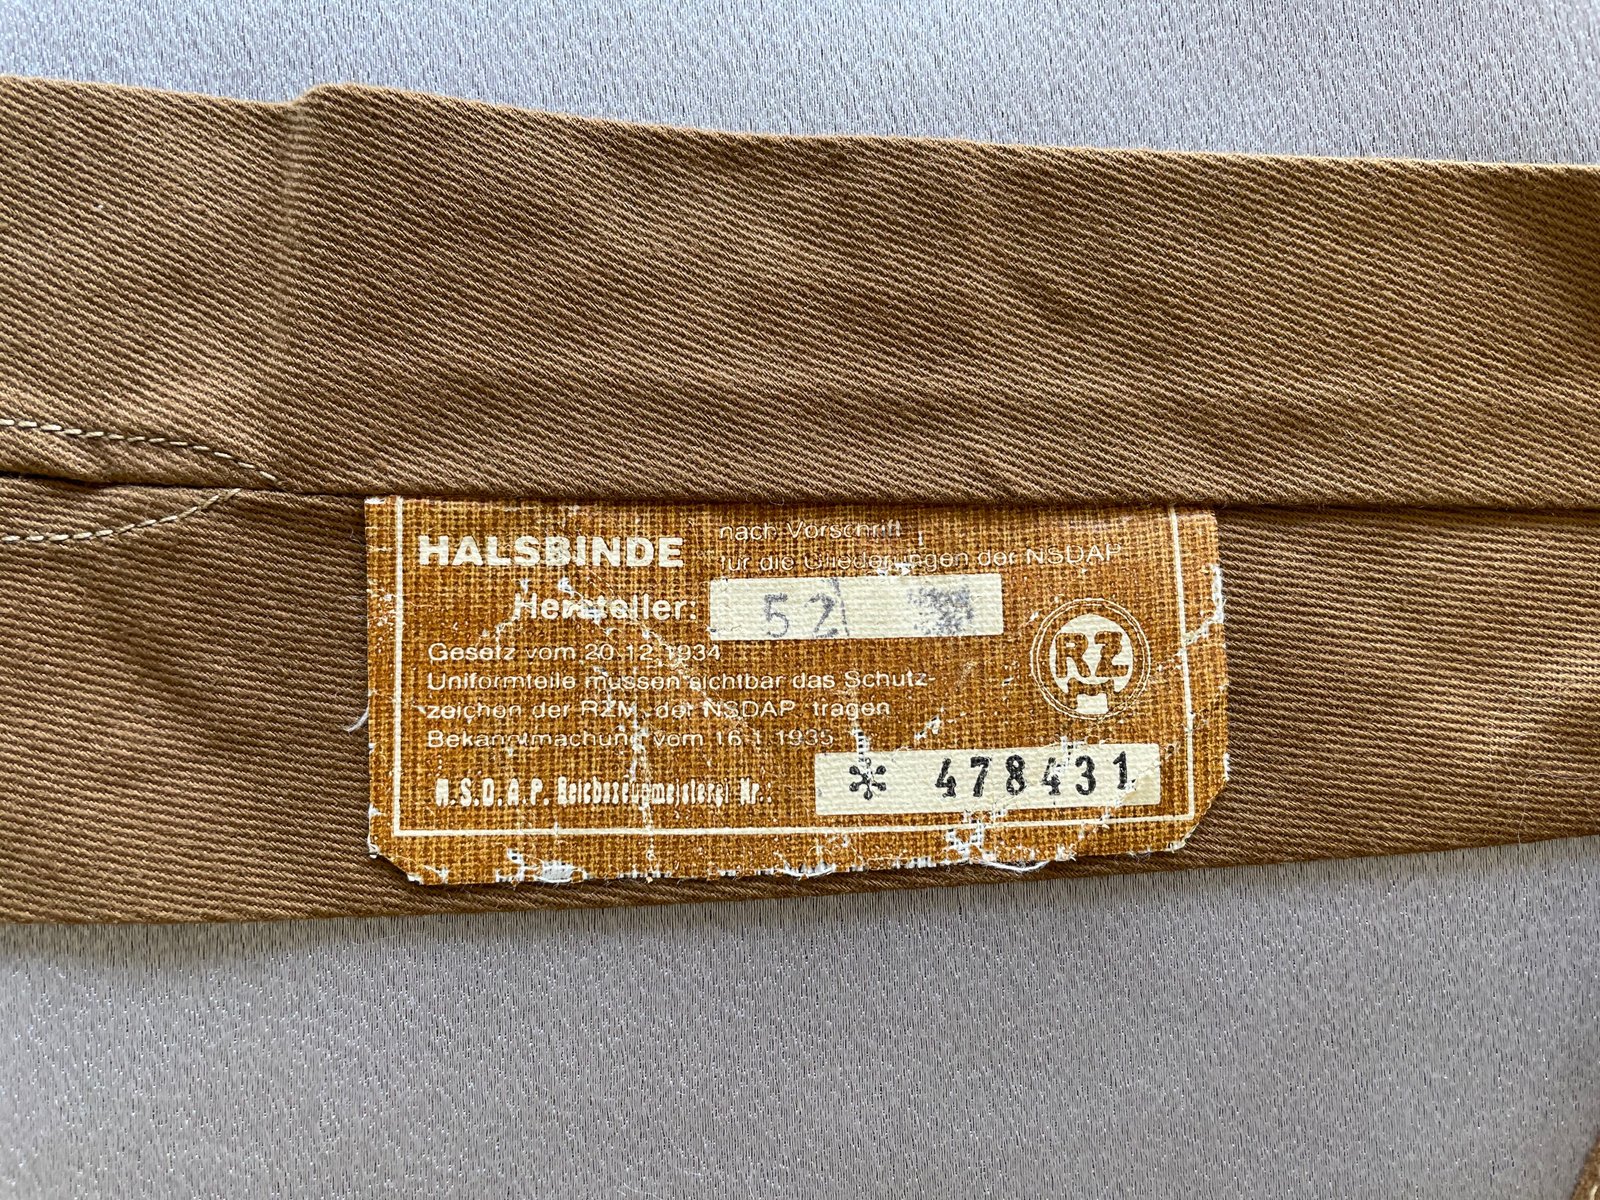 HALSBINDE
nach Vorschrift
für die Gliederungen der NSDAP
Hersteller: 52
Gesetz vom 20.12.1934
Uniformteile müssen sichtbar das Schutz-
zeichen der RZM der NSDAP tragen
Bekanntmachung vom 16.1.1935
RZM
N.S.D.A.P. Reichszeugmeisterei Nr.:
* 478431